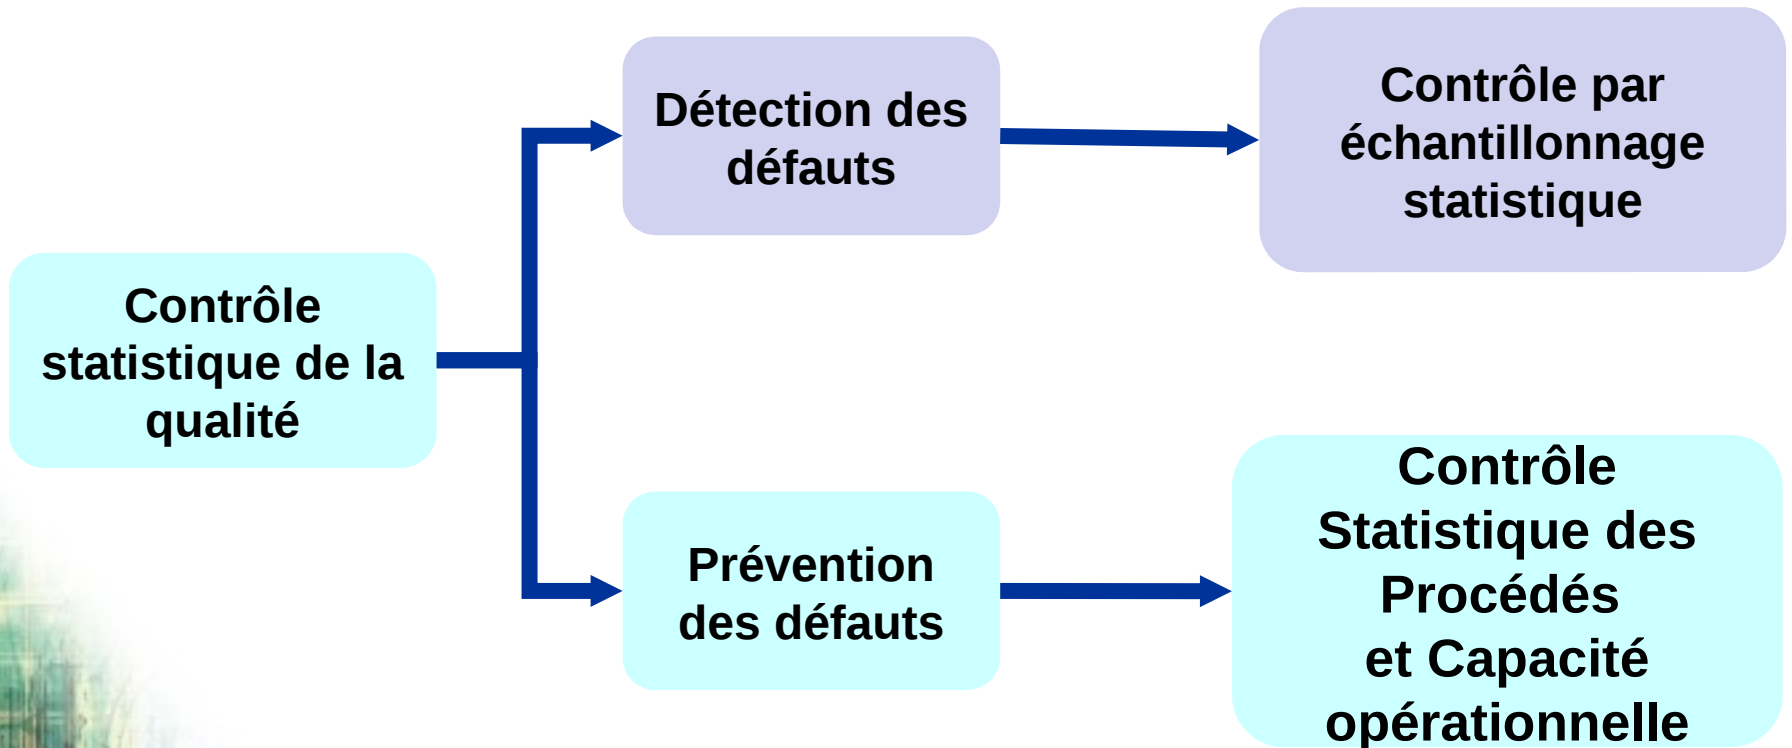 Contrôle
statistique de la
qualité
Détection des
défauts
Contrôle par
échantillonnage
statistique
Prévention
des défauts
Contrôle
Statistique des
Procédés
et Capacité
opérationnelle